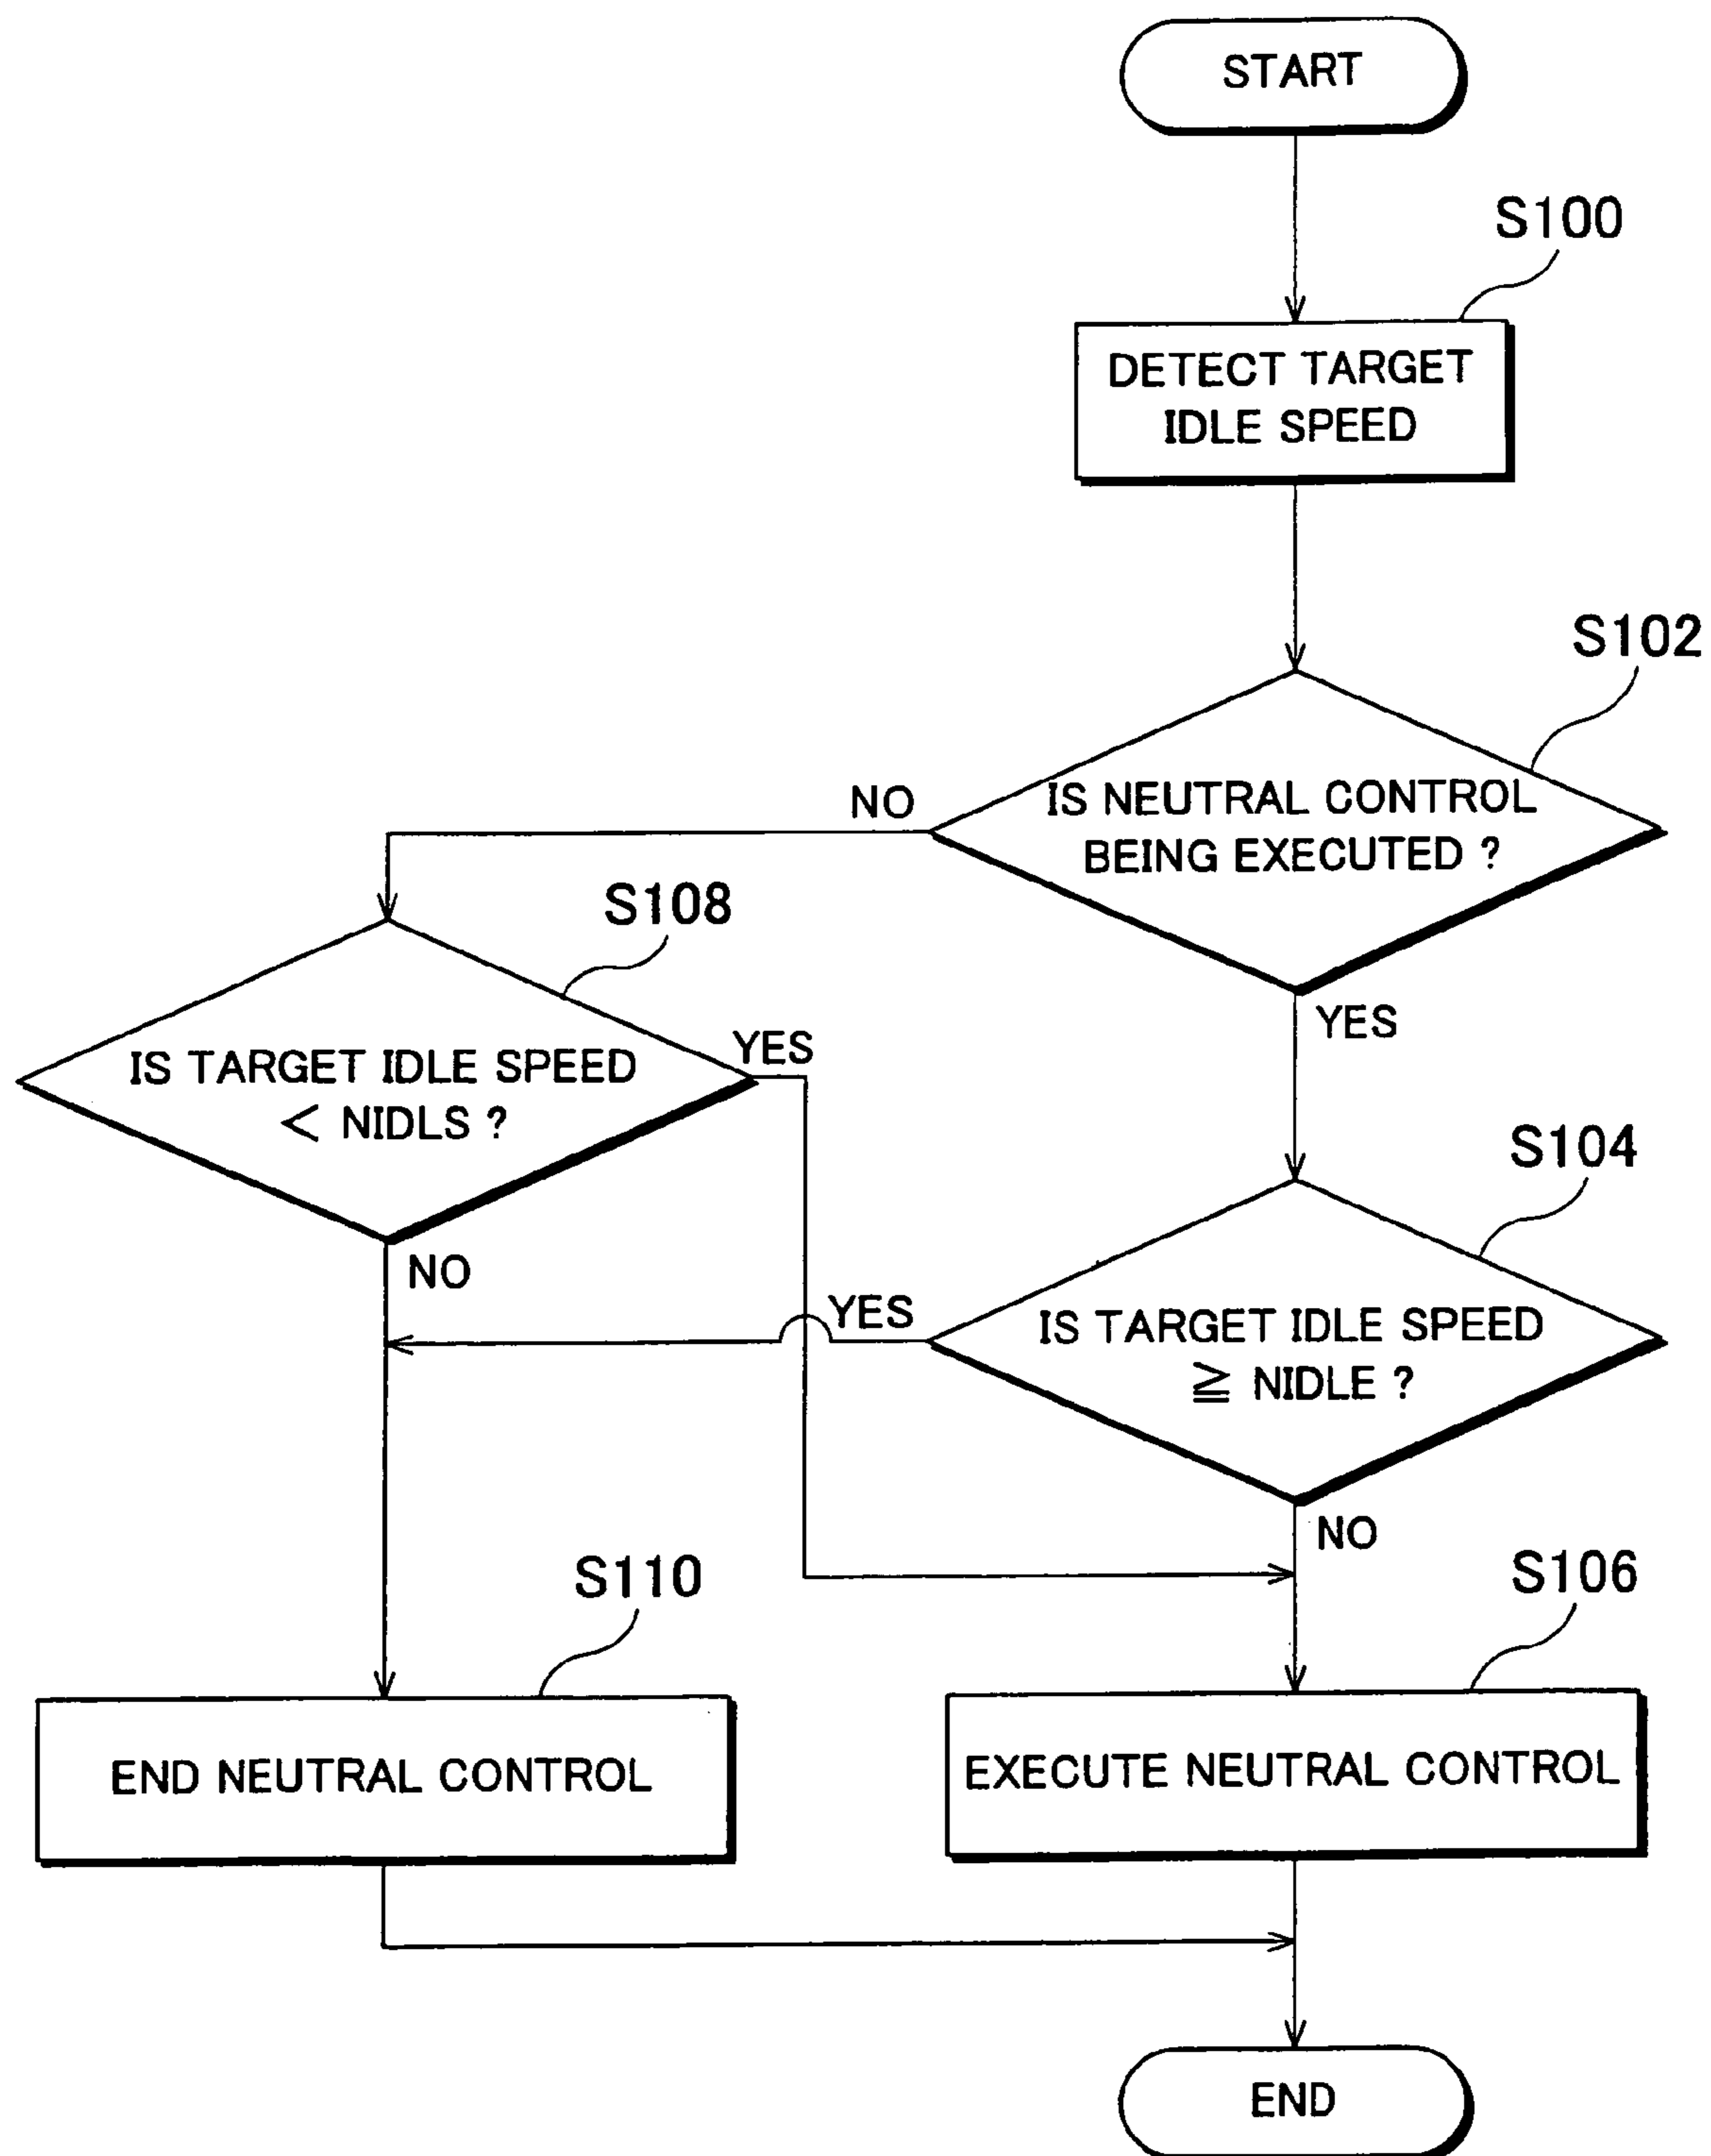 START
S100
DETECT TARGET
IDLE SPEED
S102
IS NEUTRAL CONTROL
BEING EXECUTED ?
NO
YES
S108
IS TARGET IDLE SPEED
< NIDLS ?
YES
NO
S104
IS TARGET IDLE SPEED
≧ NIDLE ?
YES
NO
S110
END NEUTRAL CONTROL
S106
EXECUTE NEUTRAL CONTROL
END